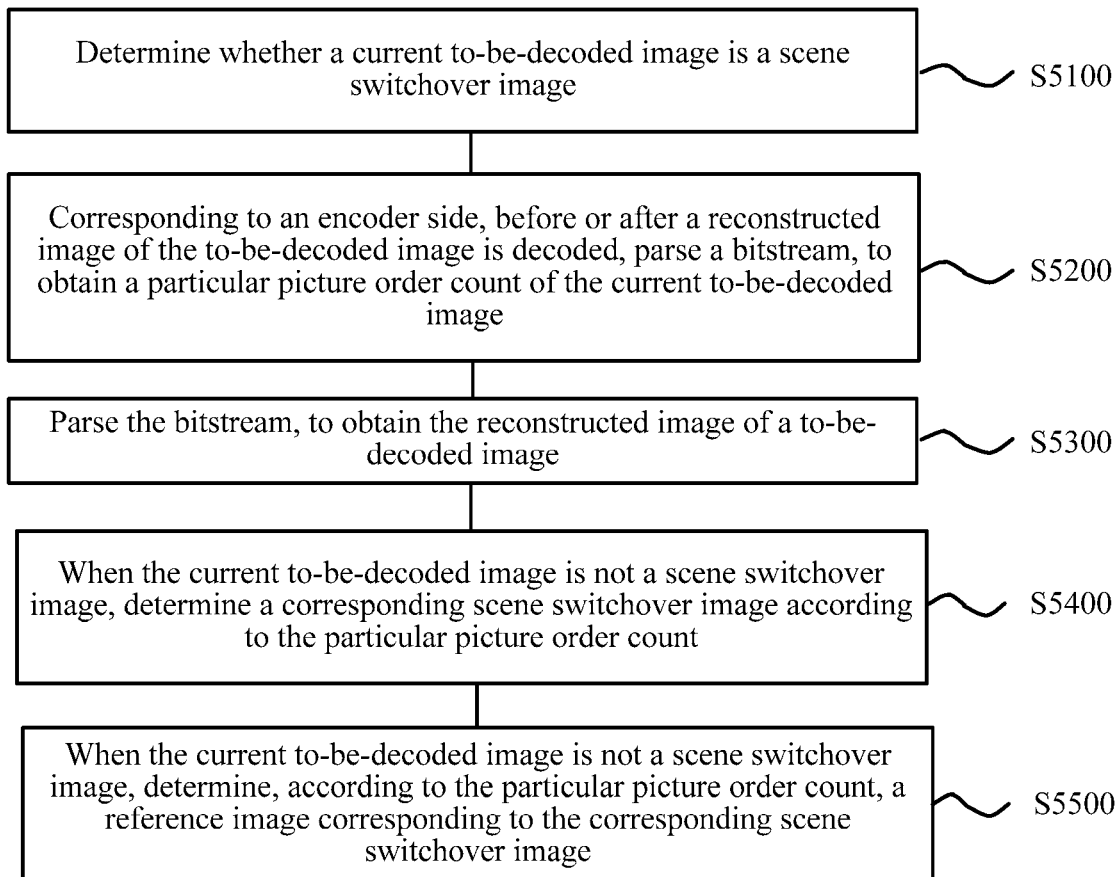 Determine whether a current to-be-decoded image is a scene
switchover image
S5100
Corresponding to an encoder side, before or after a reconstructed
image of the to-be-decoded image is decoded, parse a bitstream, to
obtain a particular picture order count of the current to-be-decoded
image
S5200
Parse the bitstream, to obtain the reconstructed image of a to-be-
decoded image
S5300
When the current to-be-decoded image is not a scene switchover
image, determine a corresponding scene switchover image according
to the particular picture order count
S5400
When the current to-be-decoded image is not a scene switchover
image, determine, according to the particular picture order count, a
reference image corresponding to the corresponding scene
switchover image
S5500